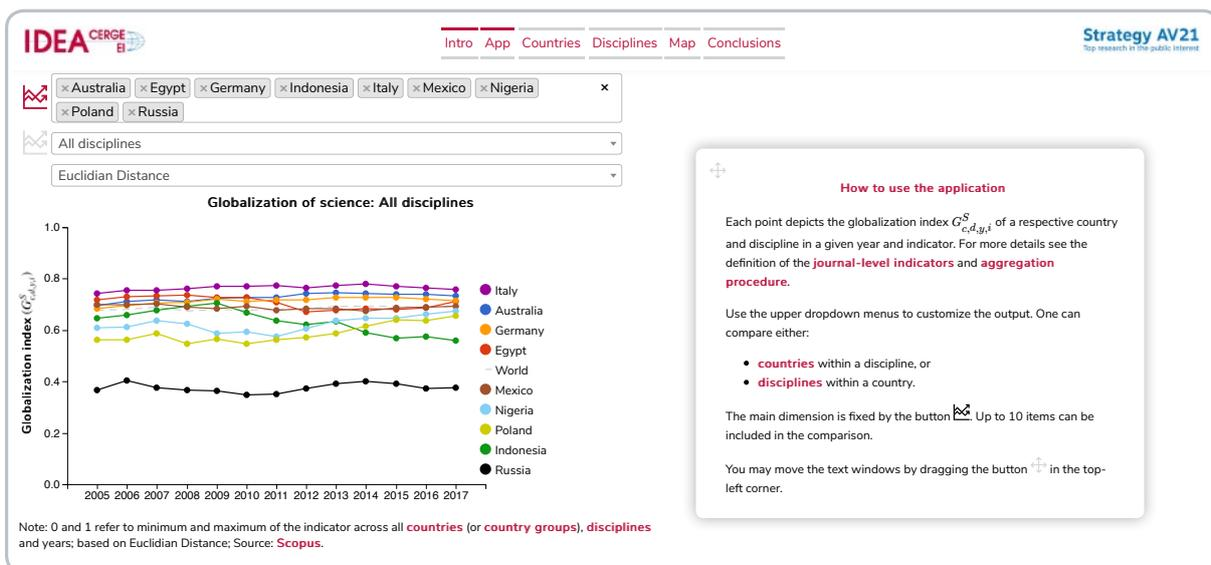 IDEA CERGE EI
Intro App Countries Disciplines Map Conclusions
Strategy AV21
Top research in the public interest
×Australia ×Egypt ×Germany ×Indonesia ×Italy ×Mexico ×Nigeria ×
×Poland ×Russia
All disciplines
Euclidian Distance
Globalization of science: All disciplines
Globalization index (G^S_{c,d,y,i})
1.0
0.8
0.6
0.4
0.2
0.0
2005 2006 2007 2008 2009 2010 2011 2012 2013 2014 2015 2016 2017
Italy
Australia
Germany
Egypt
World
Mexico
Nigeria
Poland
Indonesia
Russia
Note: 0 and 1 refer to minimum and maximum of the indicator across all countries (or country groups), disciplines
and years; based on Euclidian Distance; Source: Scopus.
How to use the application
Each point depicts the globalization index G^S_{c,d,y,i} of a respective country
and discipline in a given year and indicator. For more details see the
definition of the journal-level indicators and aggregation
procedure.
Use the upper dropdown menus to customize the output. One can
compare either:
• countries within a discipline, or
• disciplines within a country.
The main dimension is fixed by the button . Up to 10 items can be
included in the comparison.
You may move the text windows by dragging the button in the top-
left corner.